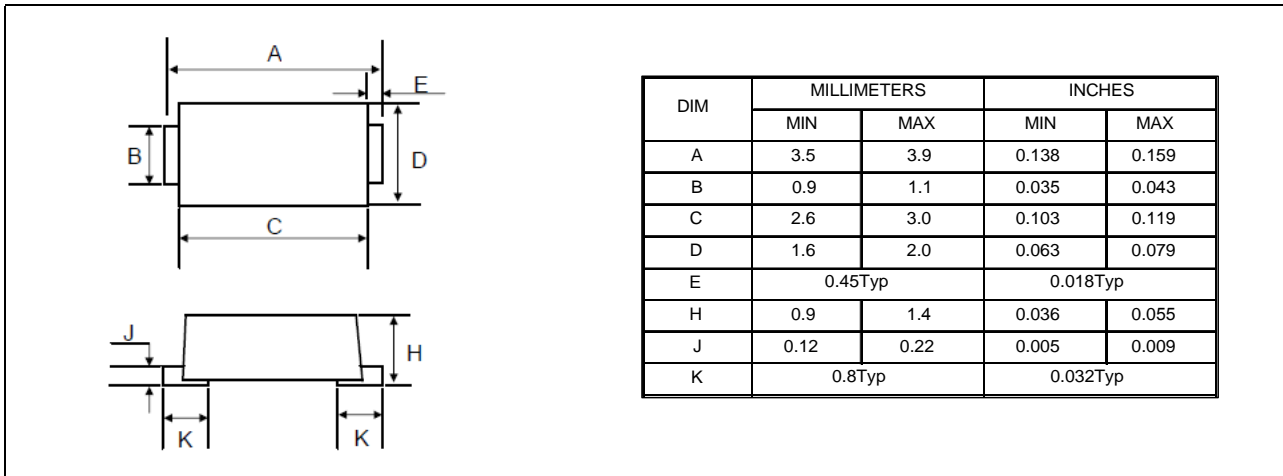 A
E
B
D
C
J
H
K K
DIM MILLIMETERS INCHES
MIN MAX MIN MAX
A 3.5 3.9 0.138 0.159
B 0.9 1.1 0.035 0.043
C 2.6 3.0 0.103 0.119
D 1.6 2.0 0.063 0.079
E 0.45Typ 0.018Typ
H 0.9 1.4 0.036 0.055
J 0.12 0.22 0.005 0.009
K 0.8Typ 0.032Typ